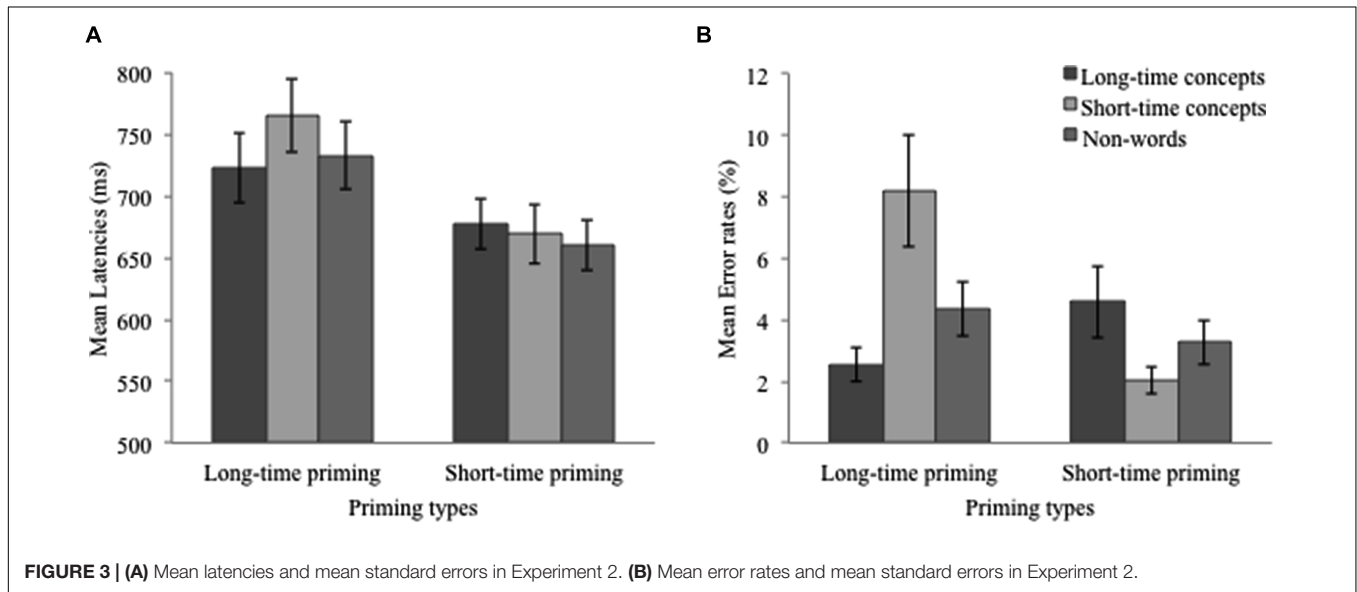 A
800
750
700
650
600
550
500
Mean Latencies (ms)
Long-time priming
Short-time priming
Priming types
B
12
10
8
6
4
2
0
Mean Error rates (%)
Long-time concepts
Short-time concepts
Non-words
Long-time priming
Short-time priming
Priming types
FIGURE 3 | (A) Mean latencies and mean standard errors in Experiment 2. (B) Mean error rates and mean standard errors in Experiment 2.